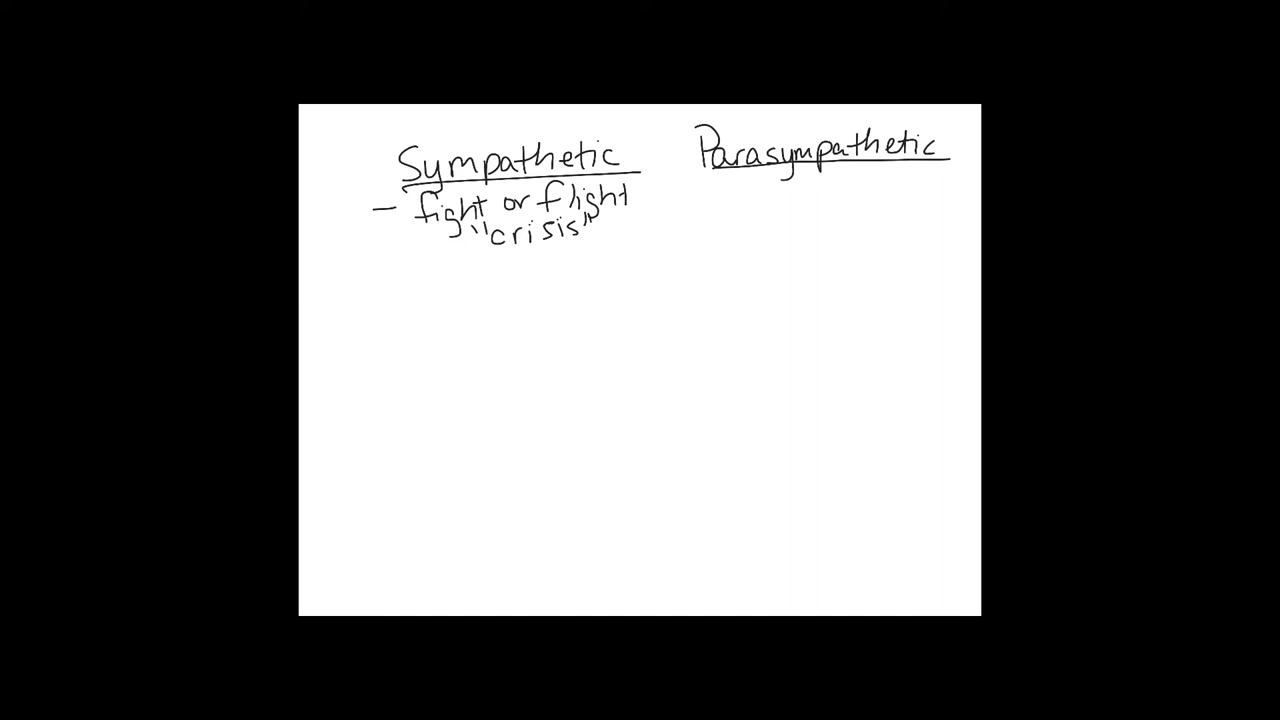 Sympathetic
Parasympathetic
– fight or flight
"crisis"